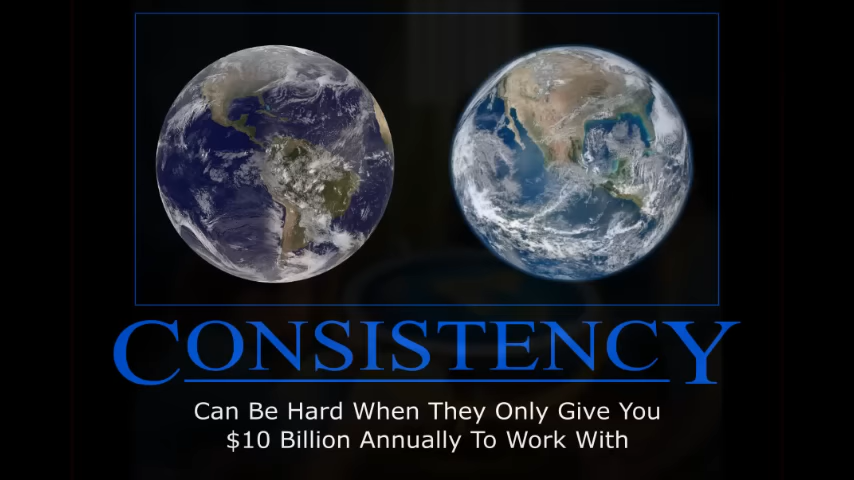 CONSISTENCY
Can Be Hard When They Only Give You
$10 Billion Annually To Work With